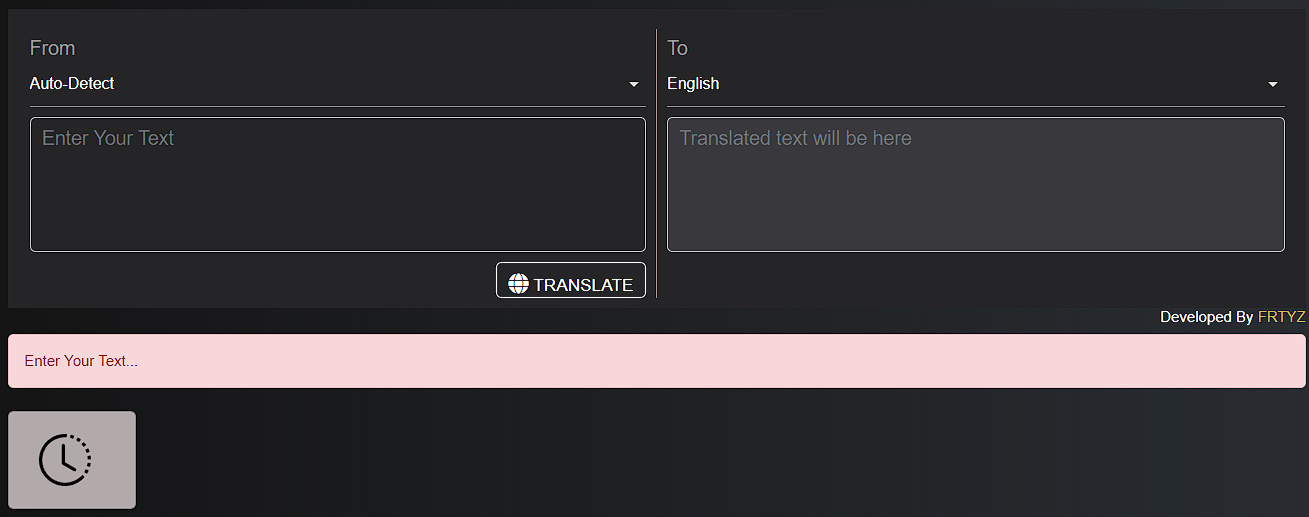 From
Auto-Detect
Enter Your Text
TRANSLATE
To
English
Translated text will be here
Developed By FRTYZ
Enter Your Text...